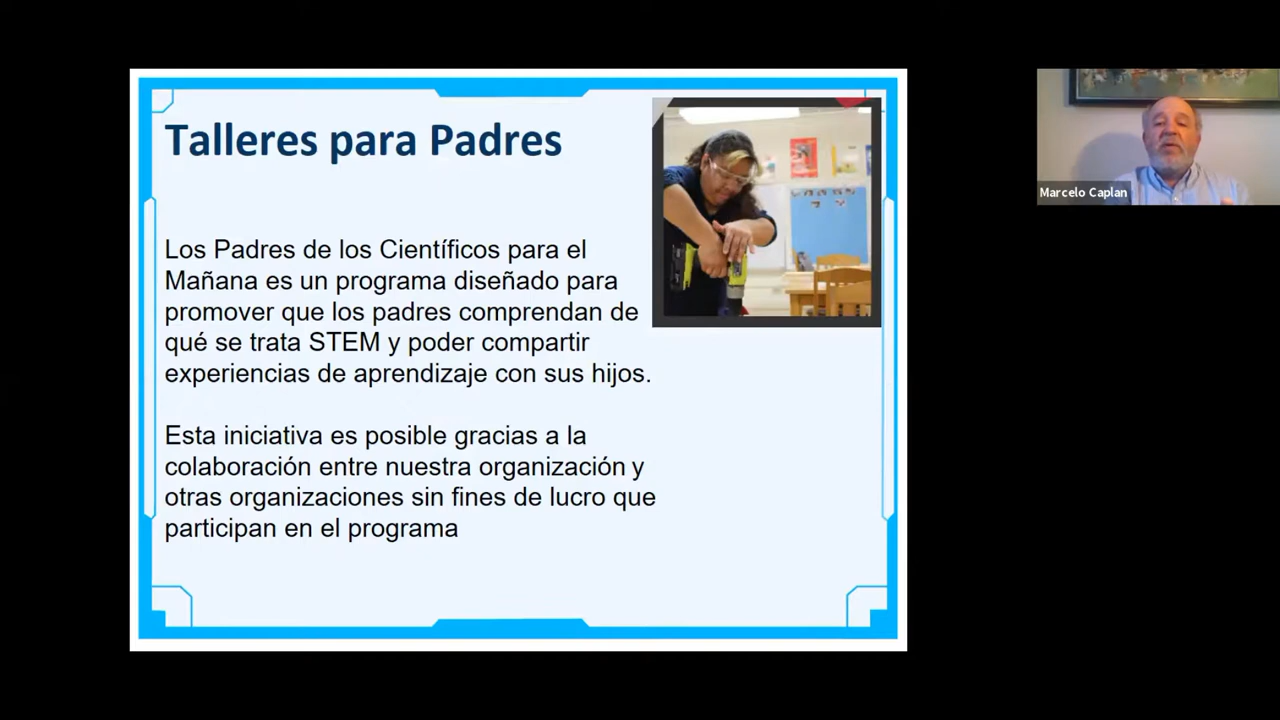 Talleres para Padres
Los Padres de los Científicos para el
Mañana es un programa diseñado para
promover que los padres comprendan de
qué se trata STEM y poder compartir
experiencias de aprendizaje con sus hijos.
Esta iniciativa es posible gracias a la
colaboración entre nuestra organización y
otras organizaciones sin fines de lucro que
participan en el programa
Marcelo Caplan